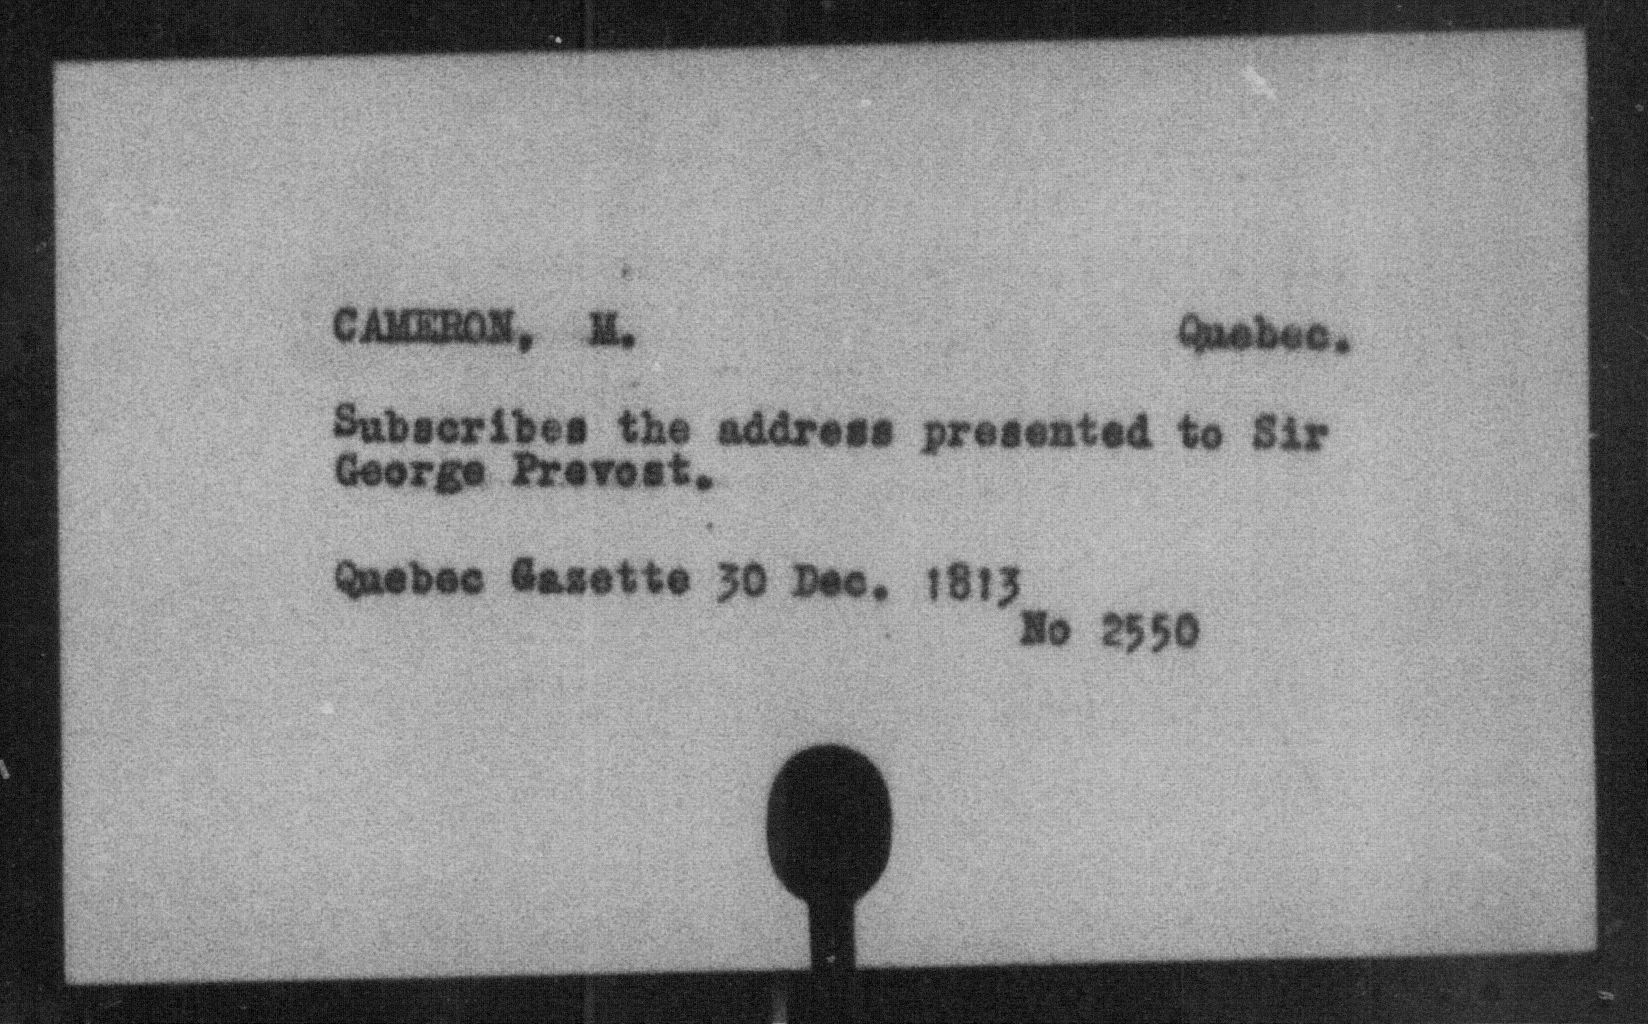 CAMERON, M. Quebec.
Subscribes the address presented to Sir
George Prevost.
Quebec Gazette 30 Dec. 1813
No 2550